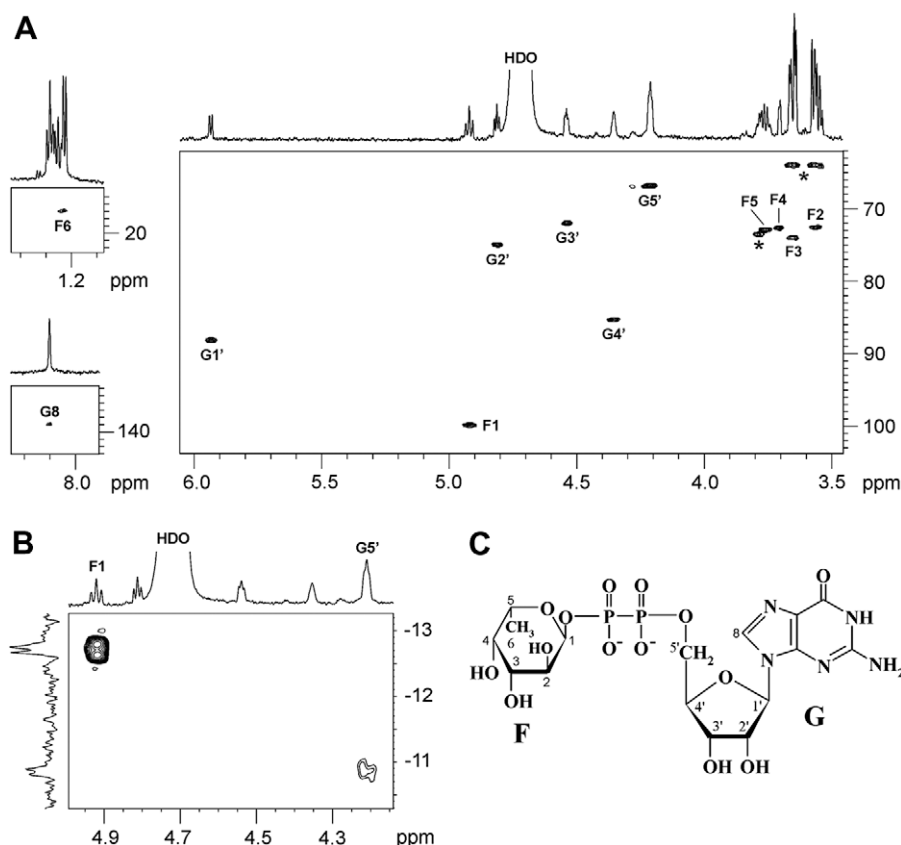 A
HDO
F6
20
1.2
ppm
G8
140
8.0
ppm
G1'
G2'
G3'
G4'
G5'
F1
F5
F4
F3
F2
*
*
70
80
90
100
6.0
5.5
5.0
4.5
4.0
3.5
ppm
B
HDO
F1
G5'
-13
-12
-11
4.9
4.7
4.5
4.3
ppm
C
O
O
O
O
P
O
P
O
O-
O-
5
CH3
6
4
3
2
1
HO
HO
OH
F
5'
CH2
O
4'
3'
2'
1'
OH
OH
G
N
8
N
O
NH
N
NH2